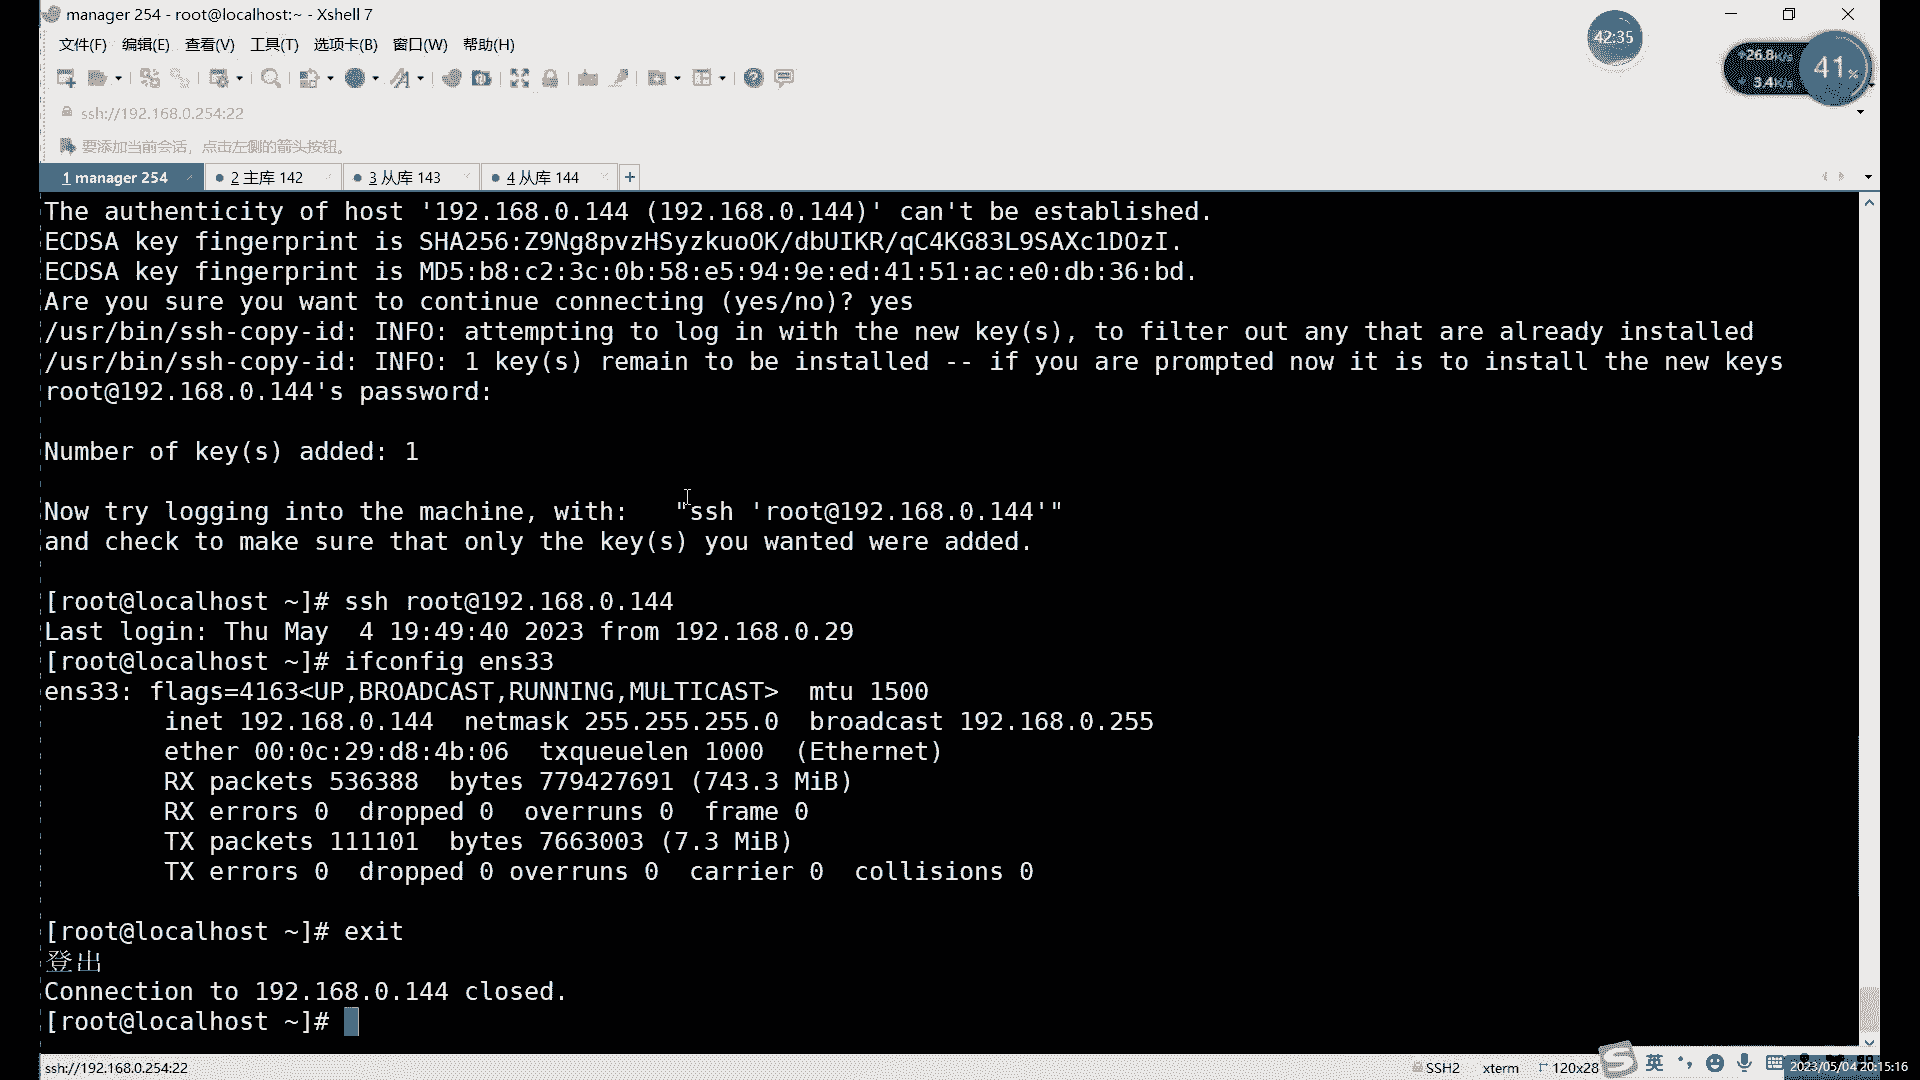 manager 254 - root@localhost:~ - Xshell 7
文件(F) 编辑(E) 查看(V) 工具(T) 选项卡(B) 窗口(W) 帮助(H)
42:35
26.8K/s
3.4K/s
41%
ssh://192.168.0.254:22
要添加当前会话，点击左侧的箭头按钮。
1 manager 254 2 主库 142 3 从库 143 4 从库 144 +
The authenticity of host '192.168.0.144 (192.168.0.144)' can't be established.
ECDSA key fingerprint is SHA256:Z9Ng8pvzHSyzkuoOK/dbUIKR/qC4KG83L9SAXc1DOzI.
ECDSA key fingerprint is MD5:b8:c2:3c:0b:58:e5:94:9e:ed:41:51:ac:e0:db:36:bd.
Are you sure you want to continue connecting (yes/no)? yes
/usr/bin/ssh-copy-id: INFO: attempting to log in with the new key(s), to filter out any that are already installed
/usr/bin/ssh-copy-id: INFO: 1 key(s) remain to be installed -- if you are prompted now it is to install the new keys
root@192.168.0.144's password:
Number of key(s) added: 1
Now try logging into the machine, with:   "ssh 'root@192.168.0.144'"
and check to make sure that only the key(s) you wanted were added.
[root@localhost ~]# ssh root@192.168.0.144
Last login: Thu May  4 19:49:40 2023 from 192.168.0.29
[root@localhost ~]# ifconfig ens33
ens33: flags=4163<UP,BROADCAST,RUNNING,MULTICAST>  mtu 1500
        inet 192.168.0.144  netmask 255.255.255.0  broadcast 192.168.0.255
        ether 00:0c:29:d8:4b:06  txqueuelen 1000  (Ethernet)
        RX packets 536388  bytes 779427691 (743.3 MiB)
        RX errors 0  dropped 0  overruns 0  frame 0
        TX packets 111101  bytes 7663003 (7.3 MiB)
        TX errors 0  dropped 0 overruns 0  carrier 0  collisions 0
[root@localhost ~]# exit
登出
Connection to 192.168.0.144 closed.
[root@localhost ~]#
ssh://192.168.0.254:22 SSH2 xterm 120x28 英 2023/05/04 20:15:16